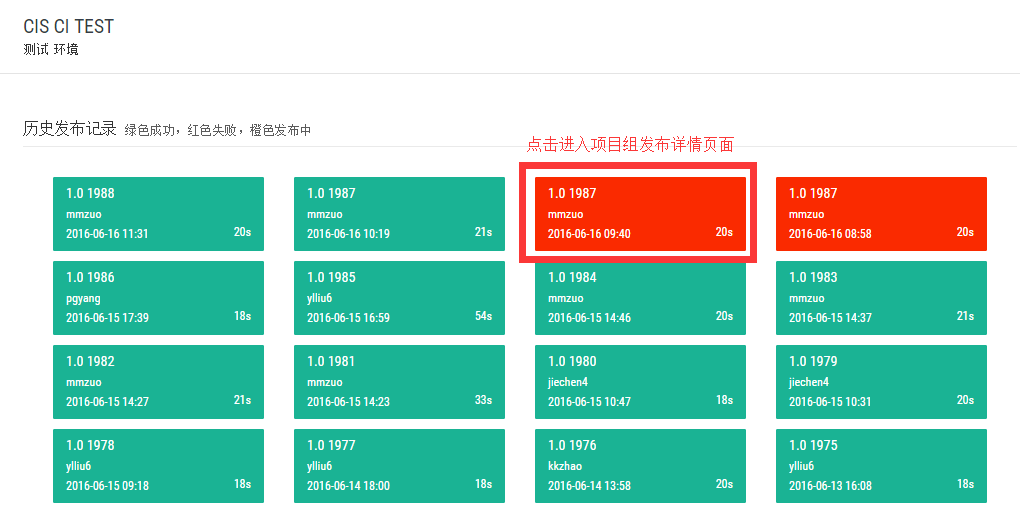 CIS CI TEST
测试 环境
历史发布记录 绿色成功，红色失败，橙色发布中
点击进入项目组发布详情页面
1.0 1988
mmzuo
2016-06-16 11:31 20s
1.0 1987
mmzuo
2016-06-16 10:19 21s
1.0 1987
mmzuo
2016-06-16 09:40 20s
1.0 1987
mmzuo
2016-06-16 08:58 20s
1.0 1986
pgyang
2016-06-15 17:39 18s
1.0 1985
ylliu6
2016-06-15 16:59 54s
1.0 1984
mmzuo
2016-06-15 14:46 20s
1.0 1983
mmzuo
2016-06-15 14:37 21s
1.0 1982
mmzuo
2016-06-15 14:27 21s
1.0 1981
mmzuo
2016-06-15 14:23 33s
1.0 1980
jiechen4
2016-06-15 10:47 18s
1.0 1979
jiechen4
2016-06-15 10:31 20s
1.0 1978
ylliu6
2016-06-15 09:18 18s
1.0 1977
ylliu6
2016-06-14 18:00 18s
1.0 1976
kkzhao
2016-06-14 13:58 20s
1.0 1975
ylliu6
2016-06-13 16:08 18s